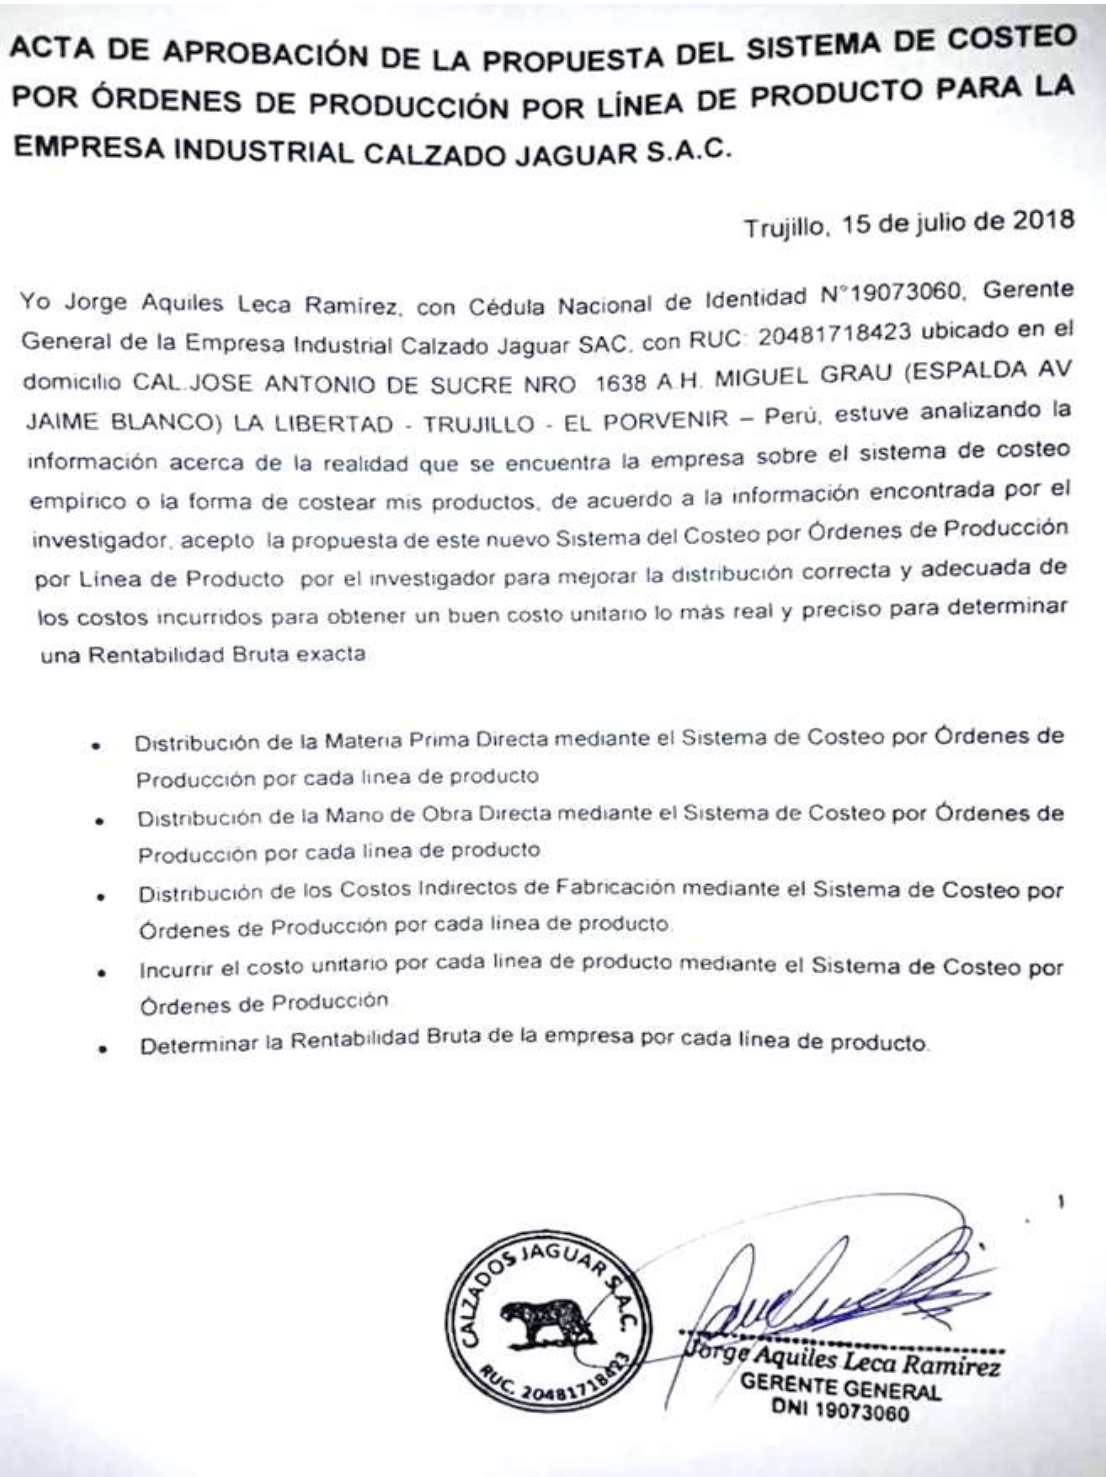 ACTA DE APROBACIÓN DE LA PROPUESTA DEL SISTEMA DE COSTEO
POR ÓRDENES DE PRODUCCIÓN POR LÍNEA DE PRODUCTO PARA LA
EMPRESA INDUSTRIAL CALZADO JAGUAR S.A.C.
Trujillo, 15 de julio de 2018
Yo Jorge Aquiles Leca Ramírez, con Cédula Nacional de Identidad N°19073060, Gerente
General de la Empresa Industrial Calzado Jaguar SAC, con RUC: 20481718423 ubicado en el
domicilio CAL.JOSE ANTONIO DE SUCRE NRO. 1638 A.H. MIGUEL GRAU (ESPALDA AV
JAIME BLANCO) LA LIBERTAD - TRUJILLO - EL PORVENIR – Perú, estuve analizando la
información acerca de la realidad que se encuentra la empresa sobre el sistema de costeo
empírico o la forma de costear mis productos, de acuerdo a la información encontrada por el
investigador, acepto la propuesta de este nuevo Sistema del Costeo por Órdenes de Producción
por Línea de Producto por el investigador para mejorar la distribución correcta y adecuada de
los costos incurridos para obtener un buen costo unitario lo más real y preciso para determinar
una Rentabilidad Bruta exacta.
• Distribución de la Materia Prima Directa mediante el Sistema de Costeo por Órdenes de
Producción por cada línea de producto
• Distribución de la Mano de Obra Directa mediante el Sistema de Costeo por Órdenes de
Producción por cada línea de producto.
• Distribución de los Costos Indirectos de Fabricación mediante el Sistema de Costeo por
Órdenes de Producción por cada línea de producto.
• Incurrir el costo unitario por cada línea de producto mediante el Sistema de Costeo por
Órdenes de Producción.
• Determinar la Rentabilidad Bruta de la empresa por cada línea de producto.
CALZADOS JAGUAR S.A.C.
RUC. 20481718423
Jorge Aquiles Leca Ramirez
GERENTE GENERAL
DNI 19073060